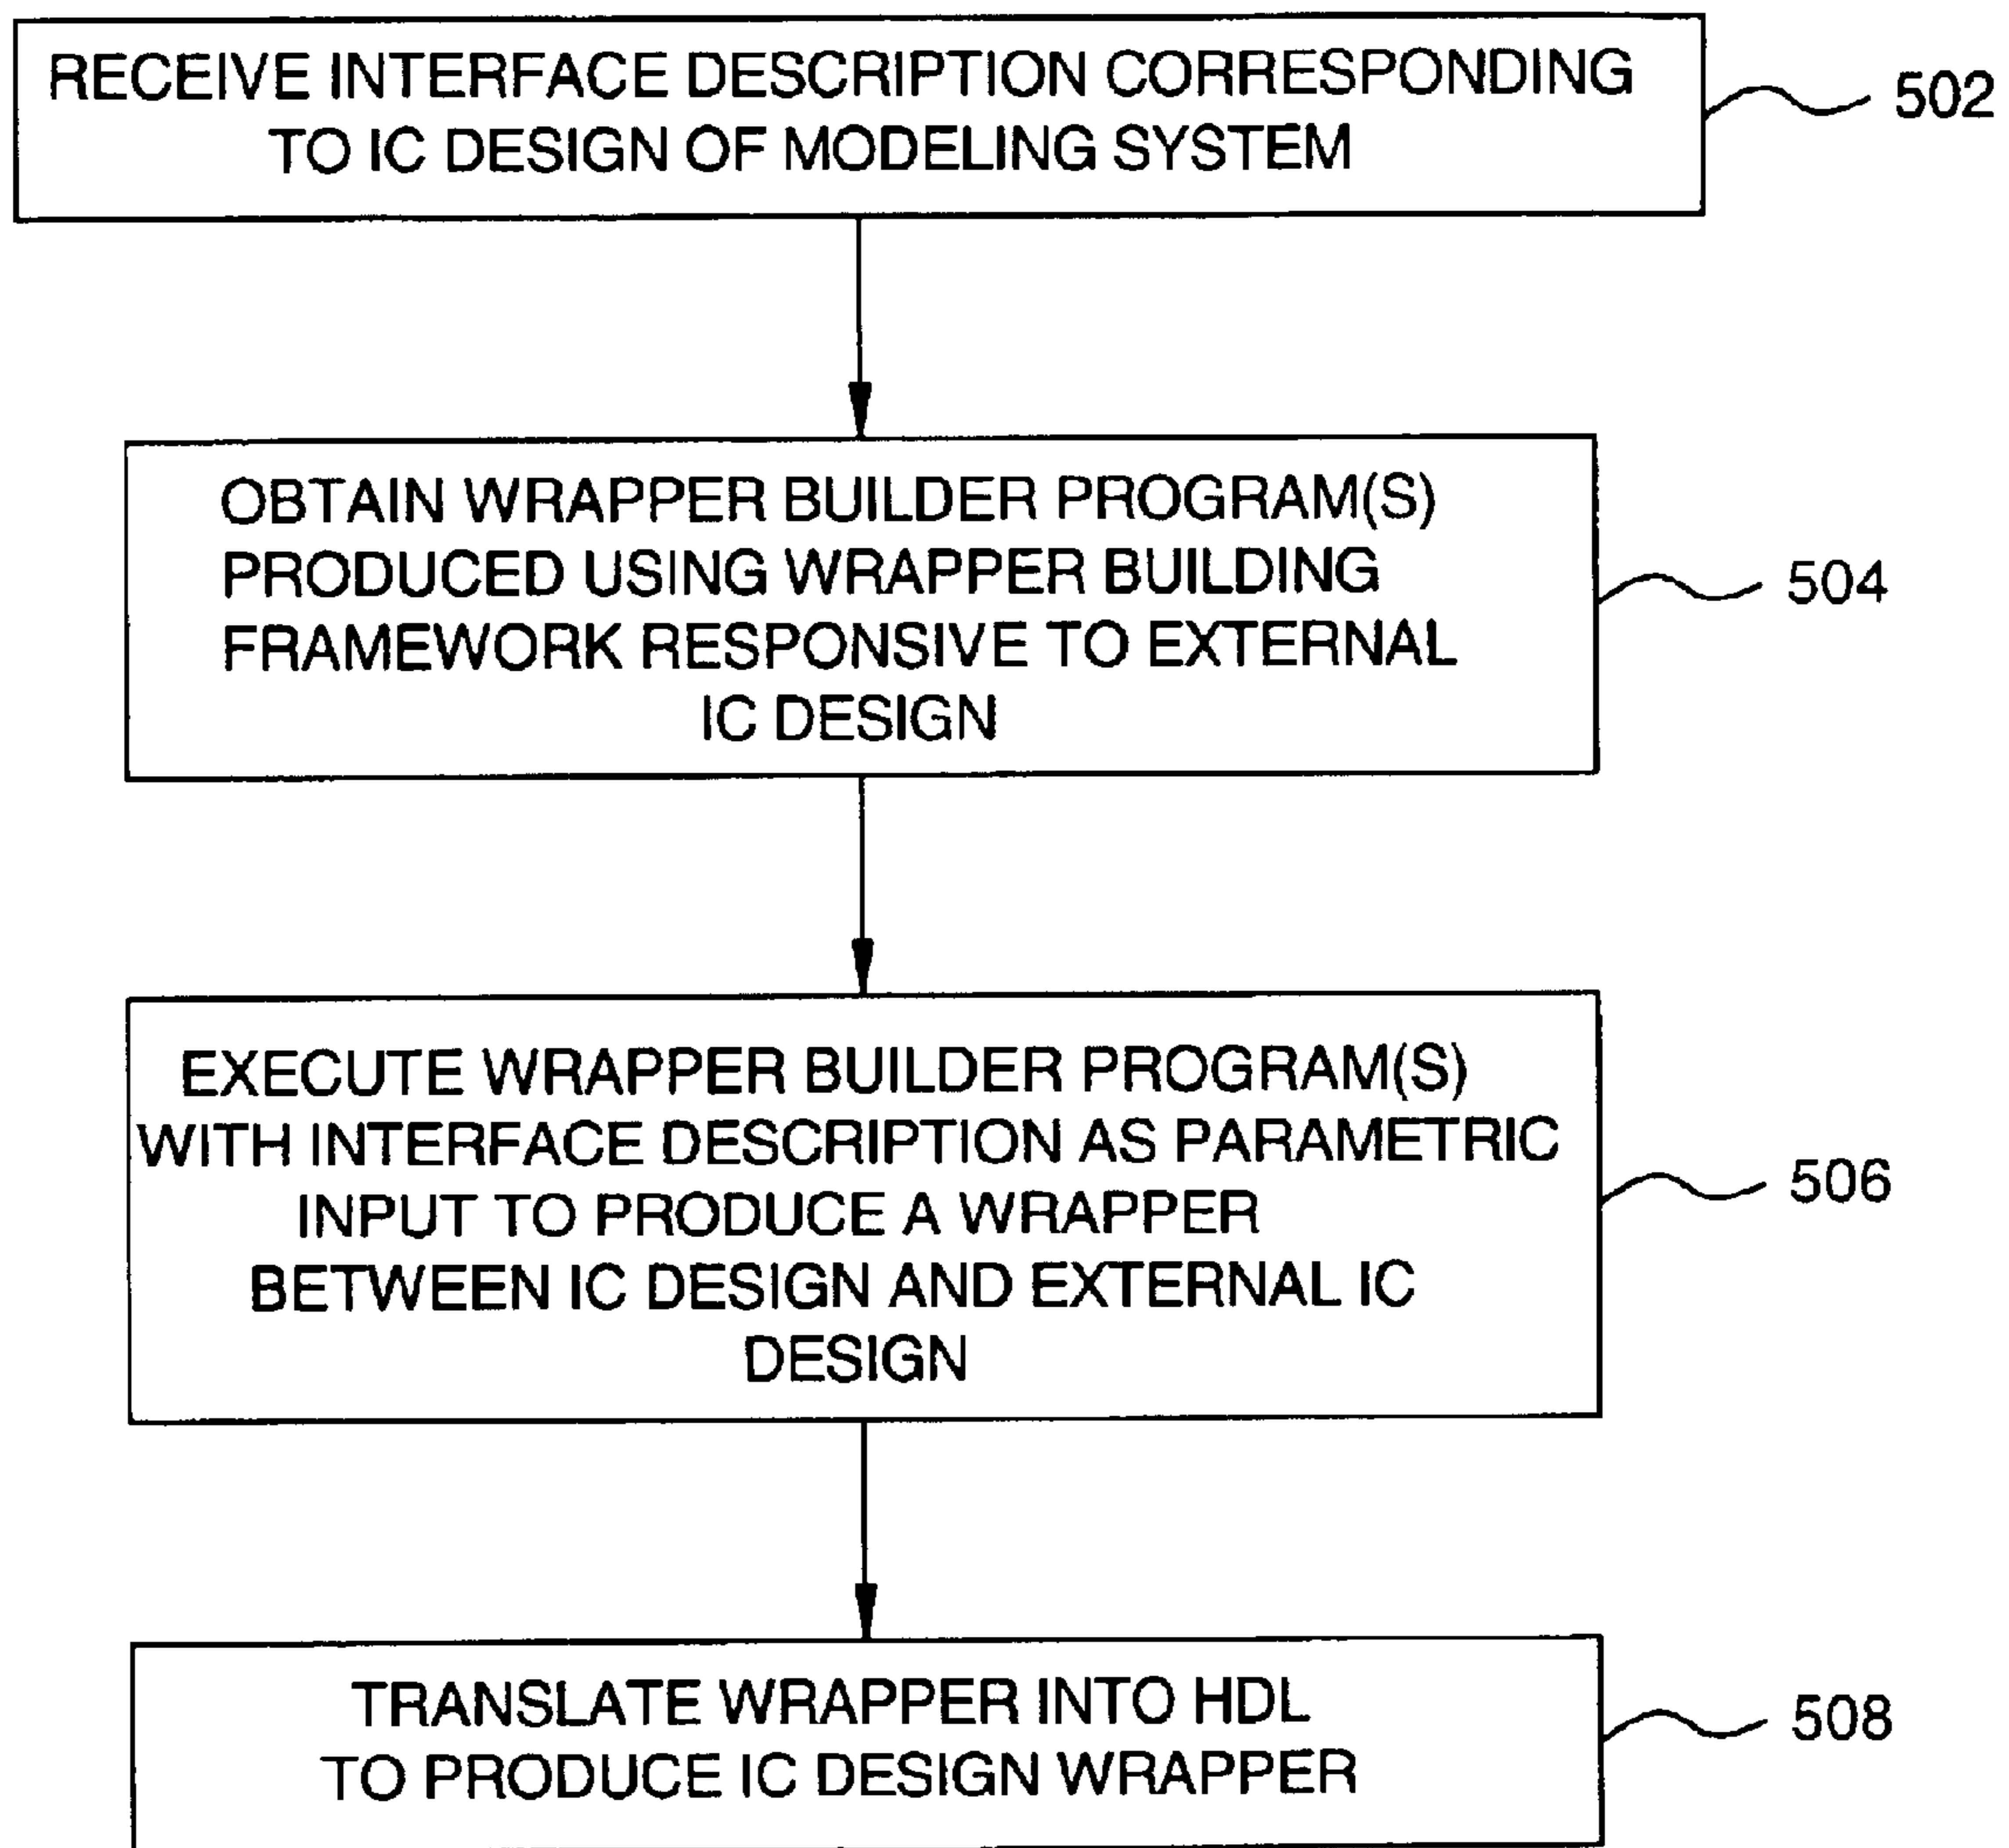 RECEIVE INTERFACE DESCRIPTION CORRESPONDING
TO IC DESIGN OF MODELING SYSTEM
502
OBTAIN WRAPPER BUILDER PROGRAM(S)
PRODUCED USING WRAPPER BUILDING
FRAMEWORK RESPONSIVE TO EXTERNAL
IC DESIGN
504
EXECUTE WRAPPER BUILDER PROGRAM(S)
WITH INTERFACE DESCRIPTION AS PARAMETRIC
INPUT TO PRODUCE A WRAPPER
BETWEEN IC DESIGN AND EXTERNAL IC
DESIGN
506
TRANSLATE WRAPPER INTO HDL
TO PRODUCE IC DESIGN WRAPPER
508